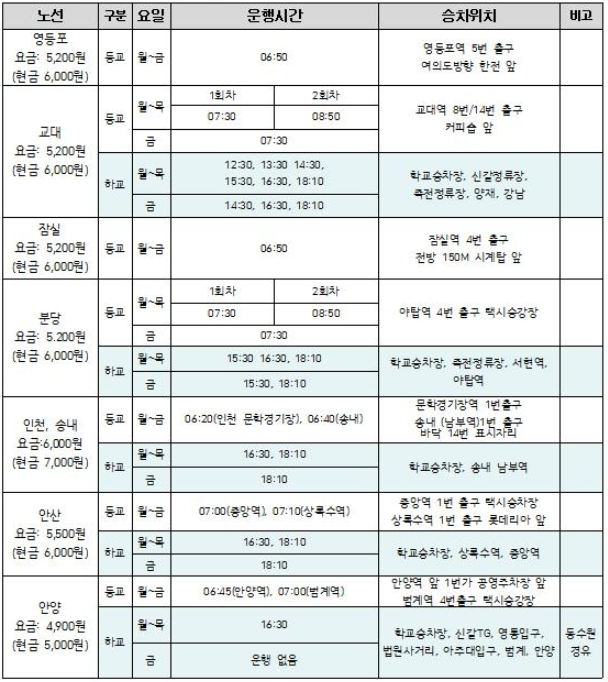 노선 구분 요일 운행시간 승차위치 비고
영등포
요금: 5,200원
(현금 6,000원)
등교 월~금 06:50
영등포역 5번 출구
여의도방향 한전 앞
교대
요금: 5,200원
(현금 6,000원)
등교 월~목
1회차 2회차
07:30 08:50
금 07:30
교대역 8번/14번 출구
커피숍 앞
하교 월~목
12:30, 13:30 14:30,
15:30, 16:30, 18:10
금 14:30, 16:30, 18:10
학교승차장, 신갈정류장,
죽전정류장, 양재, 강남
잠실
요금: 5,200원
(현금 6,000원)
등교 월~금 06:50
잠실역 4번 출구
전방 150M 시계탑 앞
분당
요금: 5.200원
(현금 6,000원)
등교 월~목
1회차 2회차
07:30 08:50
금 07:30
야탑역 4번 출구 택시승강장
하교 월~목 15:30 16:30, 18:10
금 15:30, 18:10
학교승차장, 죽전정류장, 서현역,
야탑역
인천, 송내
요금:6,000원
(현금 7,000원)
등교 월~금 06:20(인천 문학경기장), 06:40(송내)
문학경기장역 1번출구
송내 (남부역)1번 출구
바닥 14번 표시자리
하교 월~목 16:30, 18:10
금 18:10
학교승차장, 송내 남부역
안산
요금: 5,500원
(현금 6,000원)
등교 월~금 07:00(중앙역), 07:10(상록수역)
중앙역 1번 출구 택시승차장
상록수역 1번 출구 롯데리아 앞
하교 월~목 16:30, 18:10
금 18:10
학교승차장, 상록수역, 중앙역
안양
요금: 4,900원
(현금 5,000원)
등교 월~금 06:45(안양역), 07:00(범계역)
안양역 앞 1번가 공영주차장 앞
범계역 4번출구 택시승강장
하교 월~목 16:30
금 운행 없음
학교승차장, 신갈TG, 영통입구,
법원사거리, 아주대입구, 범계, 안양
동수원
경유